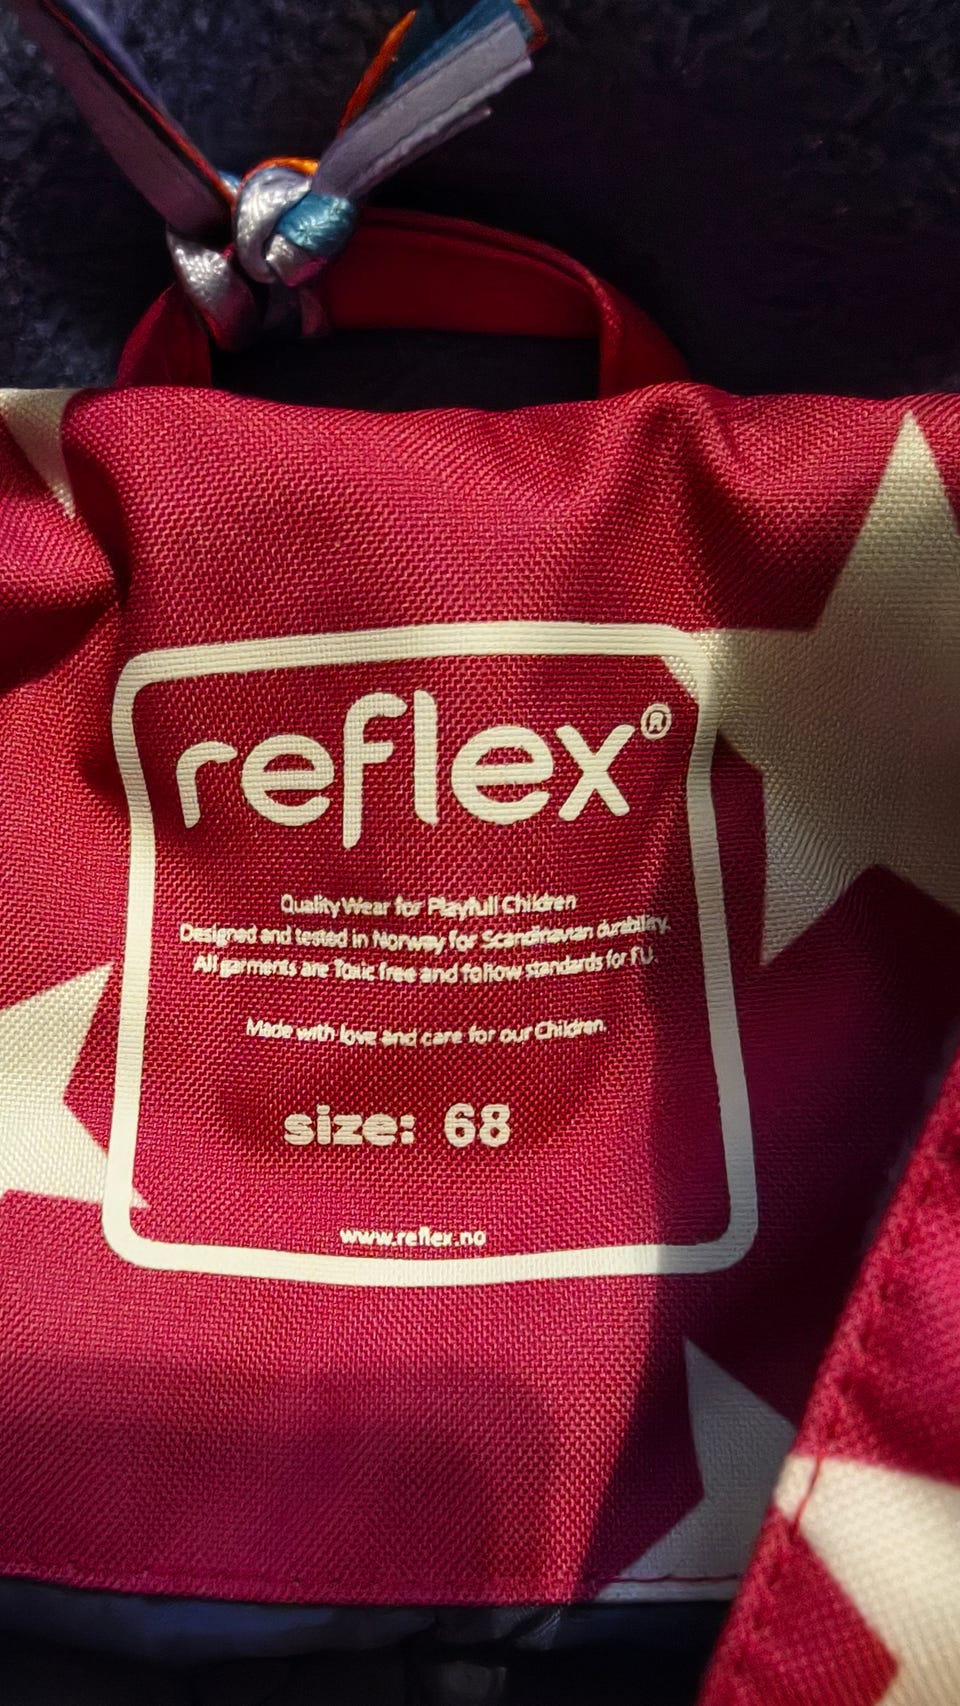 reflex®
Quality Wear for Playfull Children
Designed and tested in Norway for Scandinavian durability.
All garments are Toxic free and follow standards for EU.
Made with love and care for our Children.
size: 68
www.reflex.no